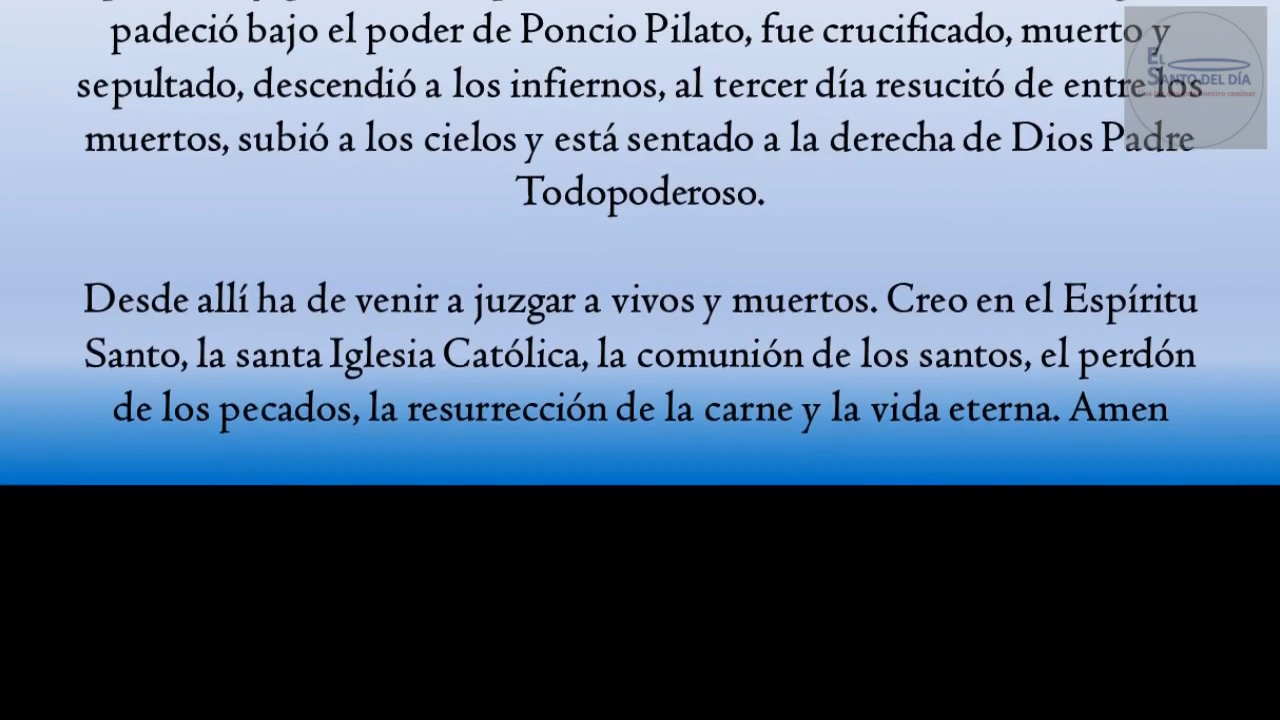 padeció bajo el poder de Poncio Pilato, fue crucificado, muerto y
sepultado, descendió a los infiernos, al tercer día resucitó de entre los
muertos, subió a los cielos y está sentado a la derecha de Dios Padre
Todopoderoso.
Desde allí ha de venir a juzgar a vivos y muertos. Creo en el Espíritu
Santo, la santa Iglesia Católica, la comunión de los santos, el perdón
de los pecados, la resurrección de la carne y la vida eterna. Amen
EL
SANTO DEL DÍA